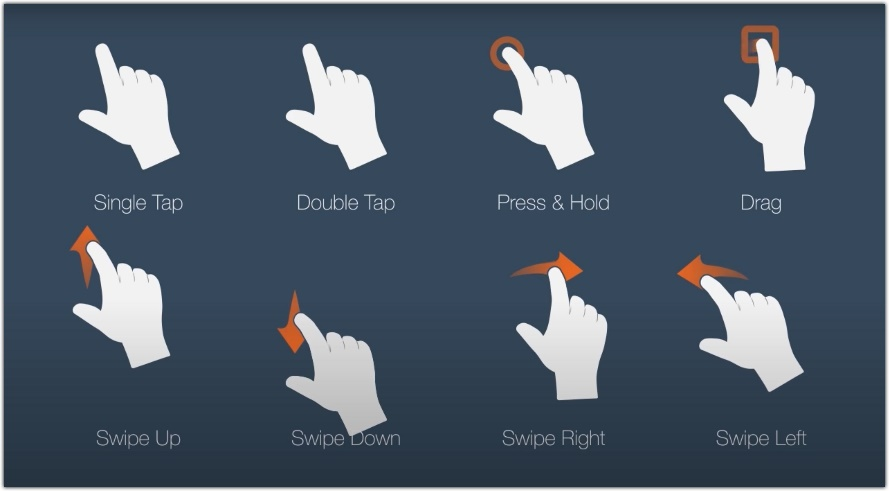 Single Tap
Double Tap
Press & Hold
Drag
Swipe Up
Swipe Down
Swipe Right
Swipe Left